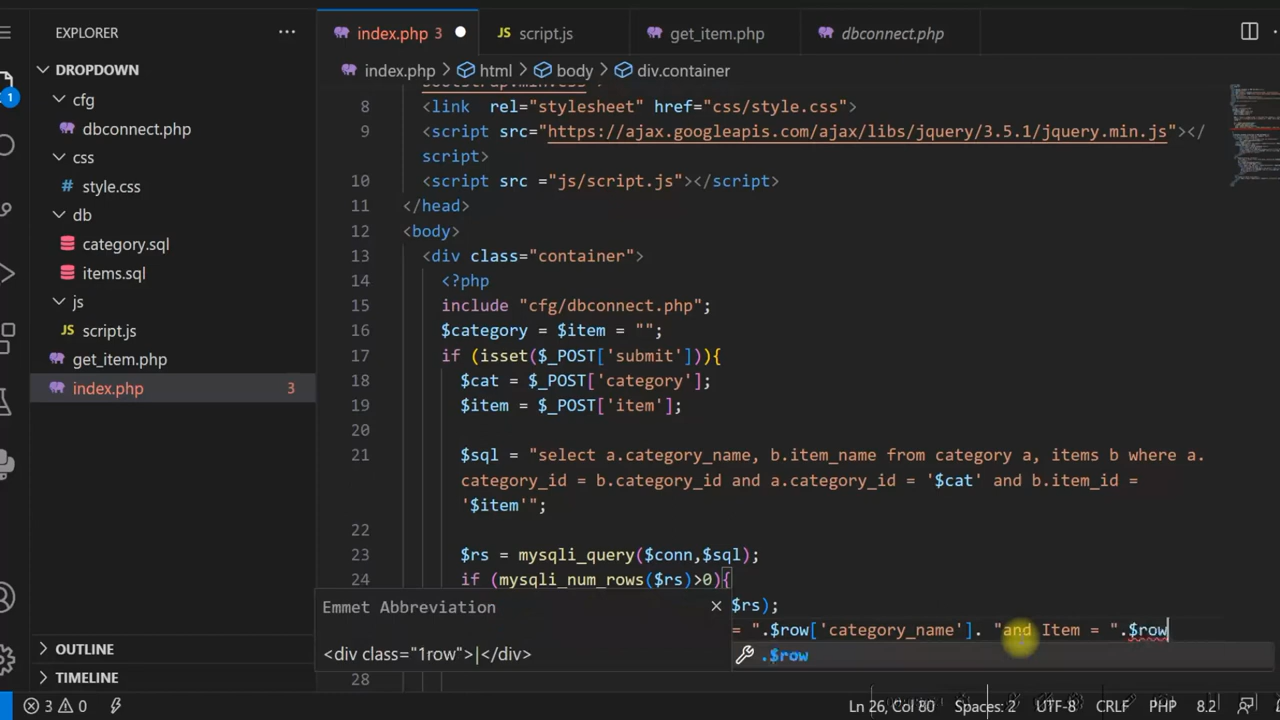 EXPLORER
index.php 3
script.js
get_item.php
dbconnect.php
DROPDOWN
index.php > html > body > div.container
cfg
dbconnect.php
css
style.css
db
category.sql
items.sql
js
script.js
get_item.php
index.php 3
OUTLINE
TIMELINE
8 <link rel="stylesheet" href="css/style.css">
9 <script src="https://ajax.googleapis.com/ajax/libs/jquery/3.5.1/jquery.min.js"></
script>
10 <script src ="js/script.js"></script>
11 </head>
12 <body>
13 <div class="container">
14 <?php
15 include "cfg/dbconnect.php";
16 $category = $item = "";
17 if (isset($_POST['submit'])){
18 $cat = $_POST['category'];
19 $item = $_POST['item'];
20
21 $sql = "select a.category_name, b.item_name from category a, items b where a.
category_id = b.category_id and a.category_id = '$cat' and b.item_id =
'$item'";
22
23 $rs = mysqli_query($conn,$sql);
24 if (mysqli_num_rows($rs)>0){
$rs);
= ".$row['category_name']. "and Item = ".$row
28
Emmet Abbreviation
<div class="1row">|</div>
.$row
1
3 0
Ln 26, Col 80 Spaces: 2 UTF-8 CRLF PHP 8.2